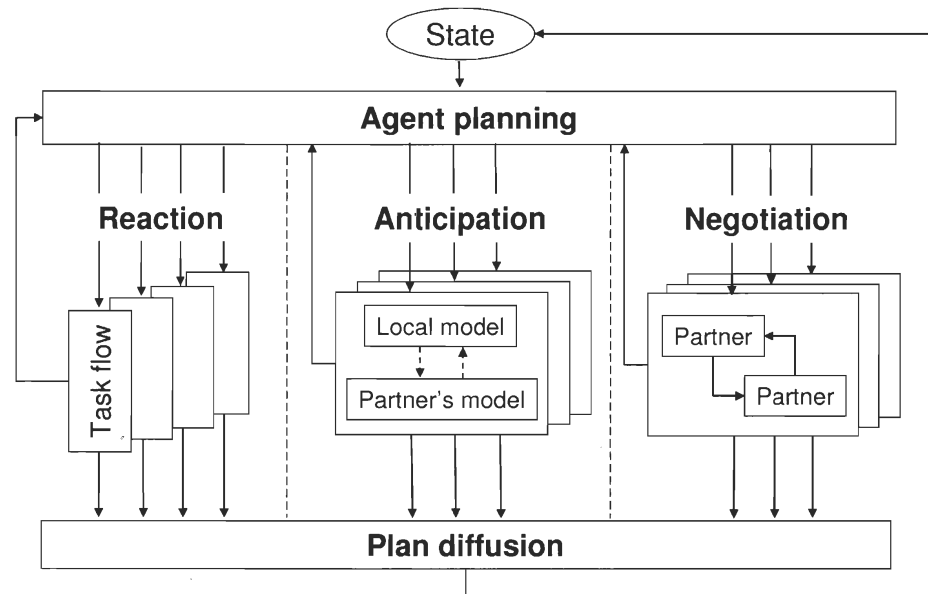 State
Agent planning
Reaction
Anticipation
Negotiation
Task flow
Local model
Partner's model
Partner
Partner
Plan diffusion